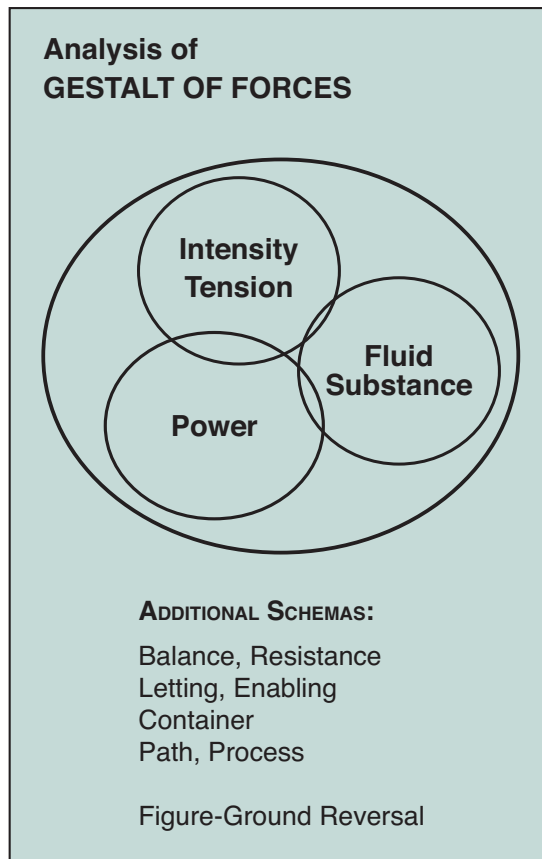 Analysis of
GESTALT OF FORCES
Intensity
Tension
Fluid
Substance
Power
ADDITIONAL SCHEMAS:
Balance, Resistance
Letting, Enabling
Container
Path, Process
Figure-Ground Reversal